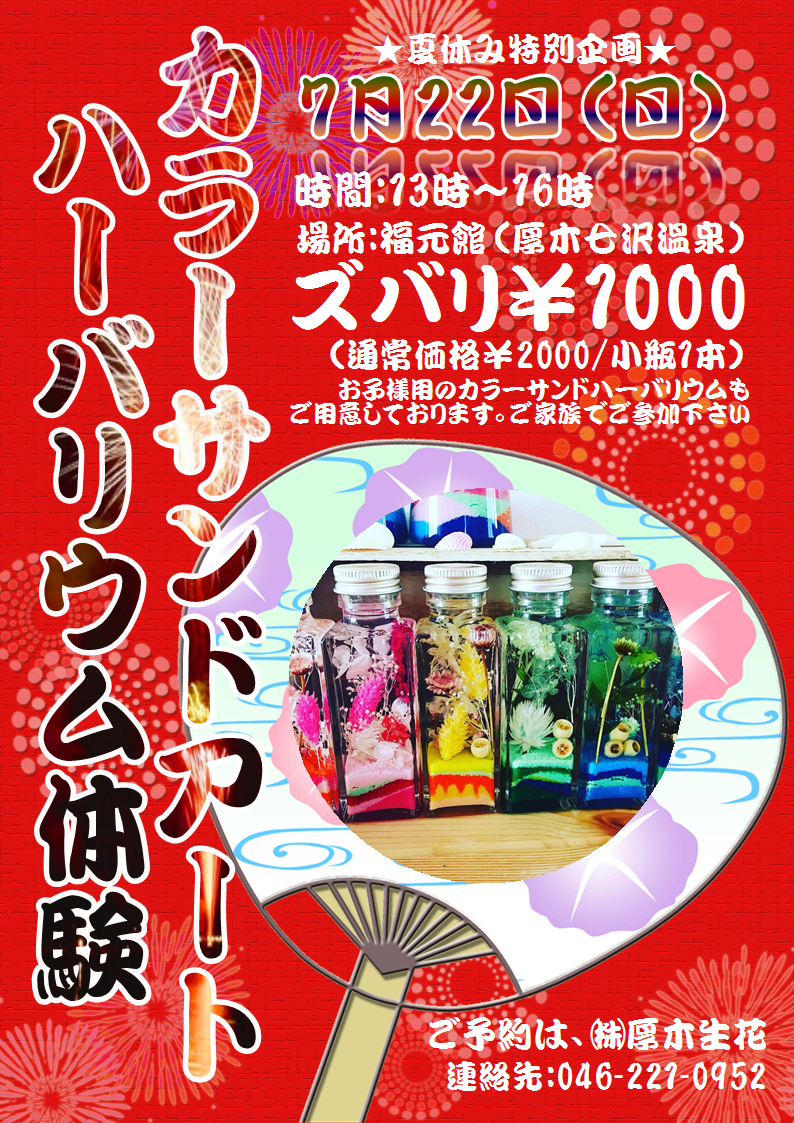 カラーサンドアート
ハーバリウム体験
★夏休み特別企画★
7月22日（日）
時間：13時～16時
場所：福元館（厚木七沢温泉）
ズバリ￥1000
（通常価格￥2000/小瓶1本）
お子様用のカラーサンドハーバリウムも
ご用意しております。ご家族でご参加下さい
ご予約は、㈱厚木生花
連絡先：046-221-0952